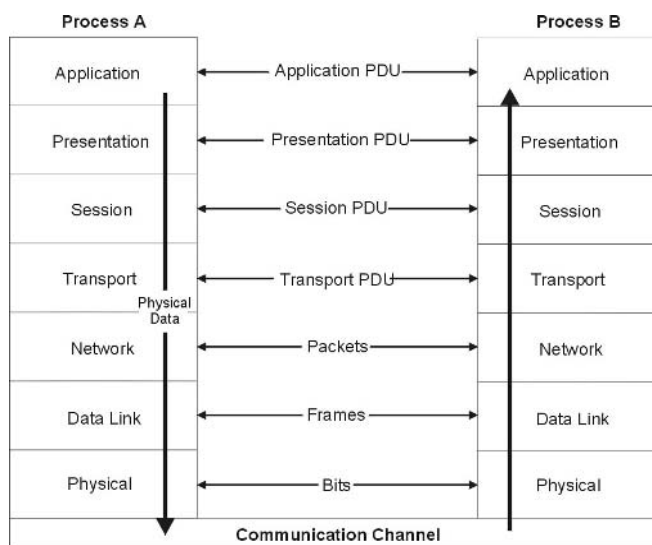 Process A
Process B
Application
Application PDU
Application
Presentation
Presentation PDU
Presentation
Session
Session PDU
Session
Transport
Transport PDU
Transport
Physical
Data
Network
Packets
Network
Data Link
Frames
Data Link
Physical
Bits
Physical
Communication Channel